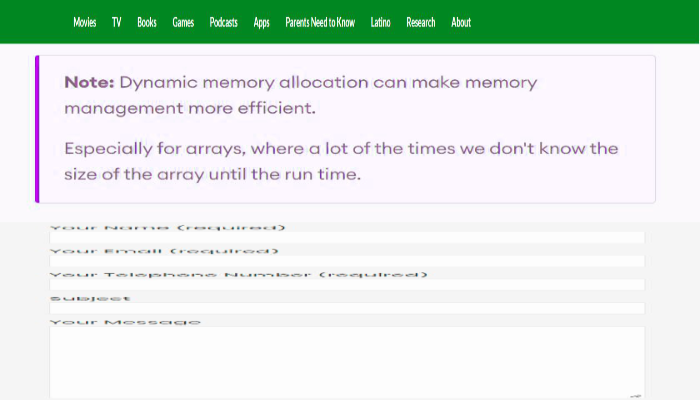 Movies TV Books Games Podcasts Apps Parents Need to Know Latino Research About
Note: Dynamic memory allocation can make memory
management more efficient.
Especially for arrays, where a lot of the times we don't know the
size of the array until the run time.
Your Name (required)
Your Email (required)
Your Telephone Number (required)
Subject
Your Message